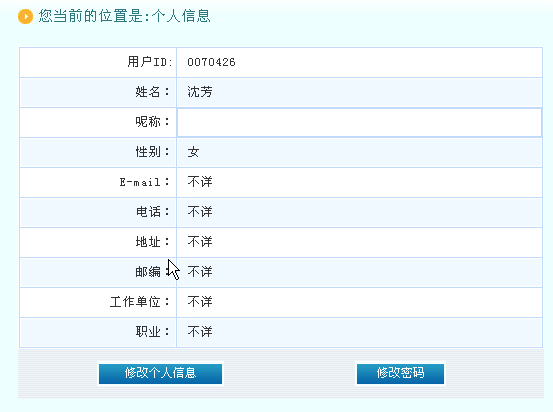 您当前的位置是:个人信息
用户ID: 0070426
姓名： 沈芳
昵称：
性别： 女
E-mail： 不详
电话： 不详
地址： 不详
邮编： 不详
工作单位： 不详
职业： 不详
修改个人信息 修改密码